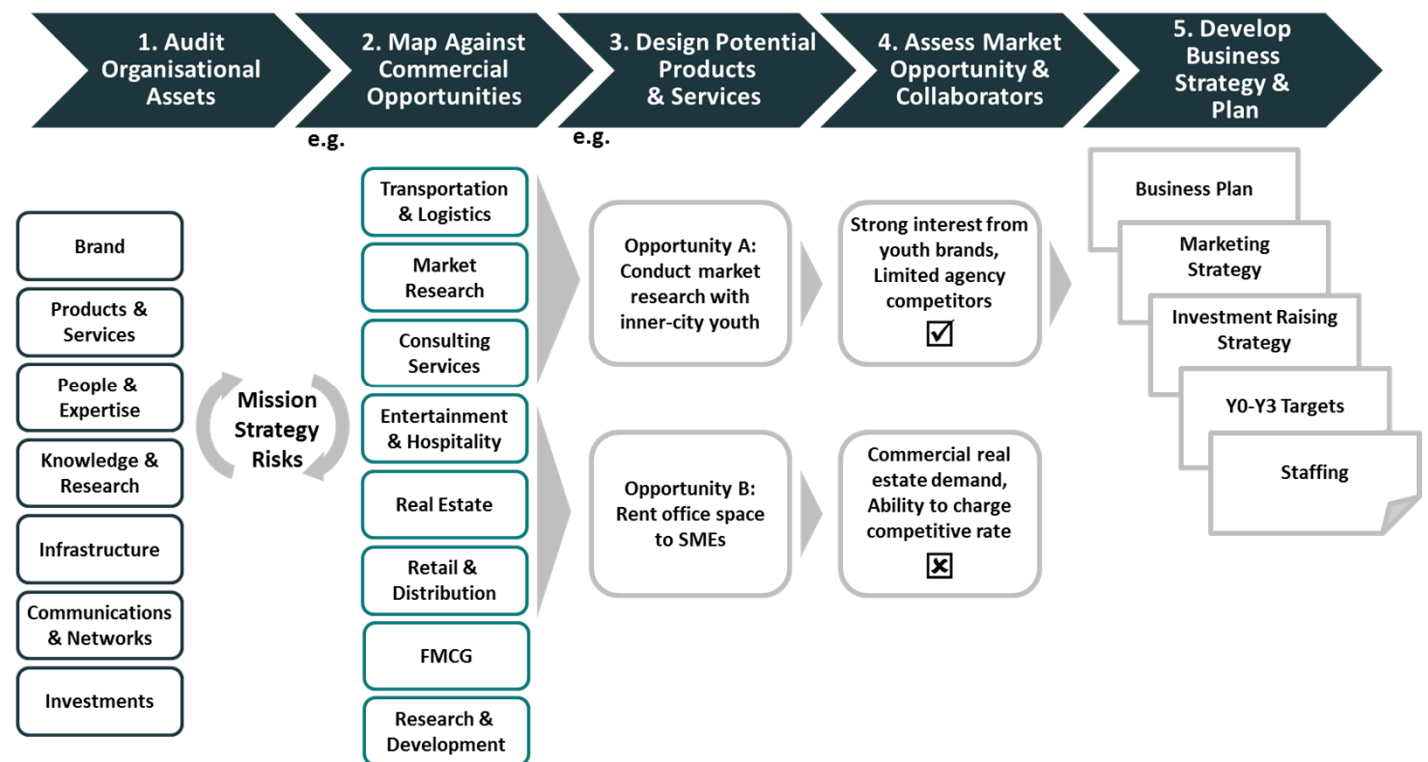 1. Audit
Organisational
Assets
2. Map Against
Commercial
Opportunities
3. Design Potential
Products
& Services
4. Assess Market
Opportunity &
Collaborators
5. Develop
Business
Strategy &
Plan
e.g.
e.g.
Brand
Products &
Services
People &
Expertise
Knowledge &
Research
Infrastructure
Communications
& Networks
Investments
Mission
Strategy
Risks
Transportation
& Logistics
Market
Research
Consulting
Services
Entertainment
& Hospitality
Real Estate
Retail &
Distribution
FMCG
Research &
Development
Opportunity A:
Conduct market
research with
inner-city youth
Opportunity B:
Rent office space
to SMEs
Strong interest from
youth brands,
Limited agency
competitors
Commercial real
estate demand,
Ability to charge
competitive rate
Business Plan
Marketing
Strategy
Investment Raising
Strategy
Y0-Y3 Targets
Staffing